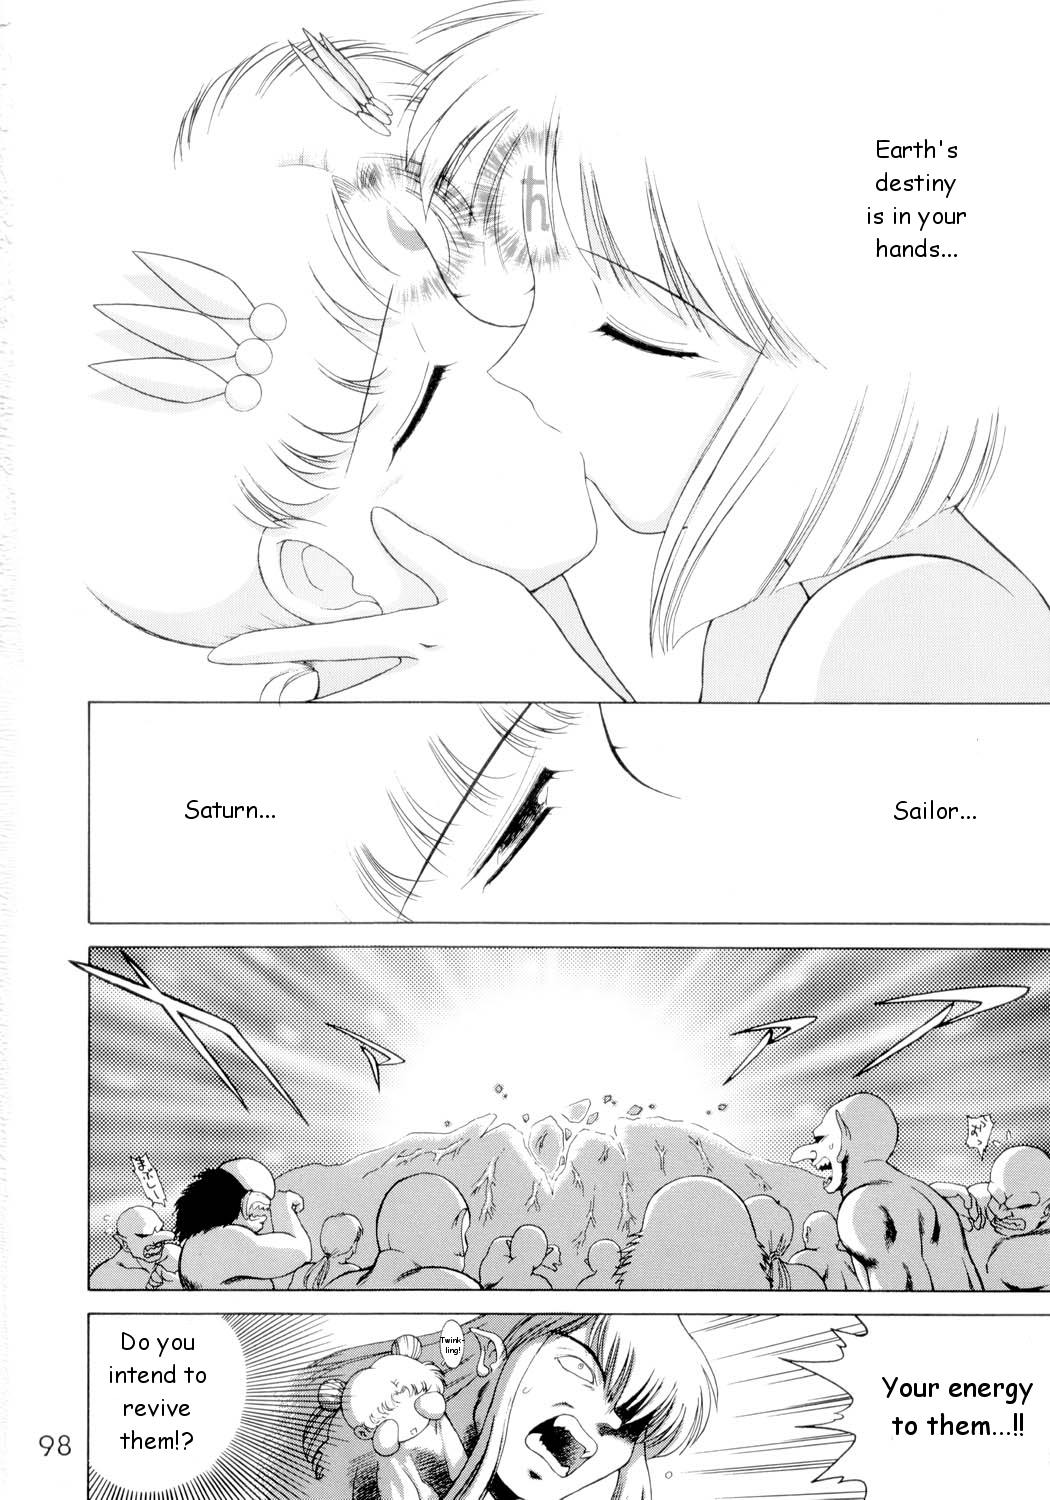 Earth's
destiny
is in your
hands...
Sailor...
Saturn...
Your energy
to them...!!
Twink-
ling!
Do you
intend to
revive
them!?
98